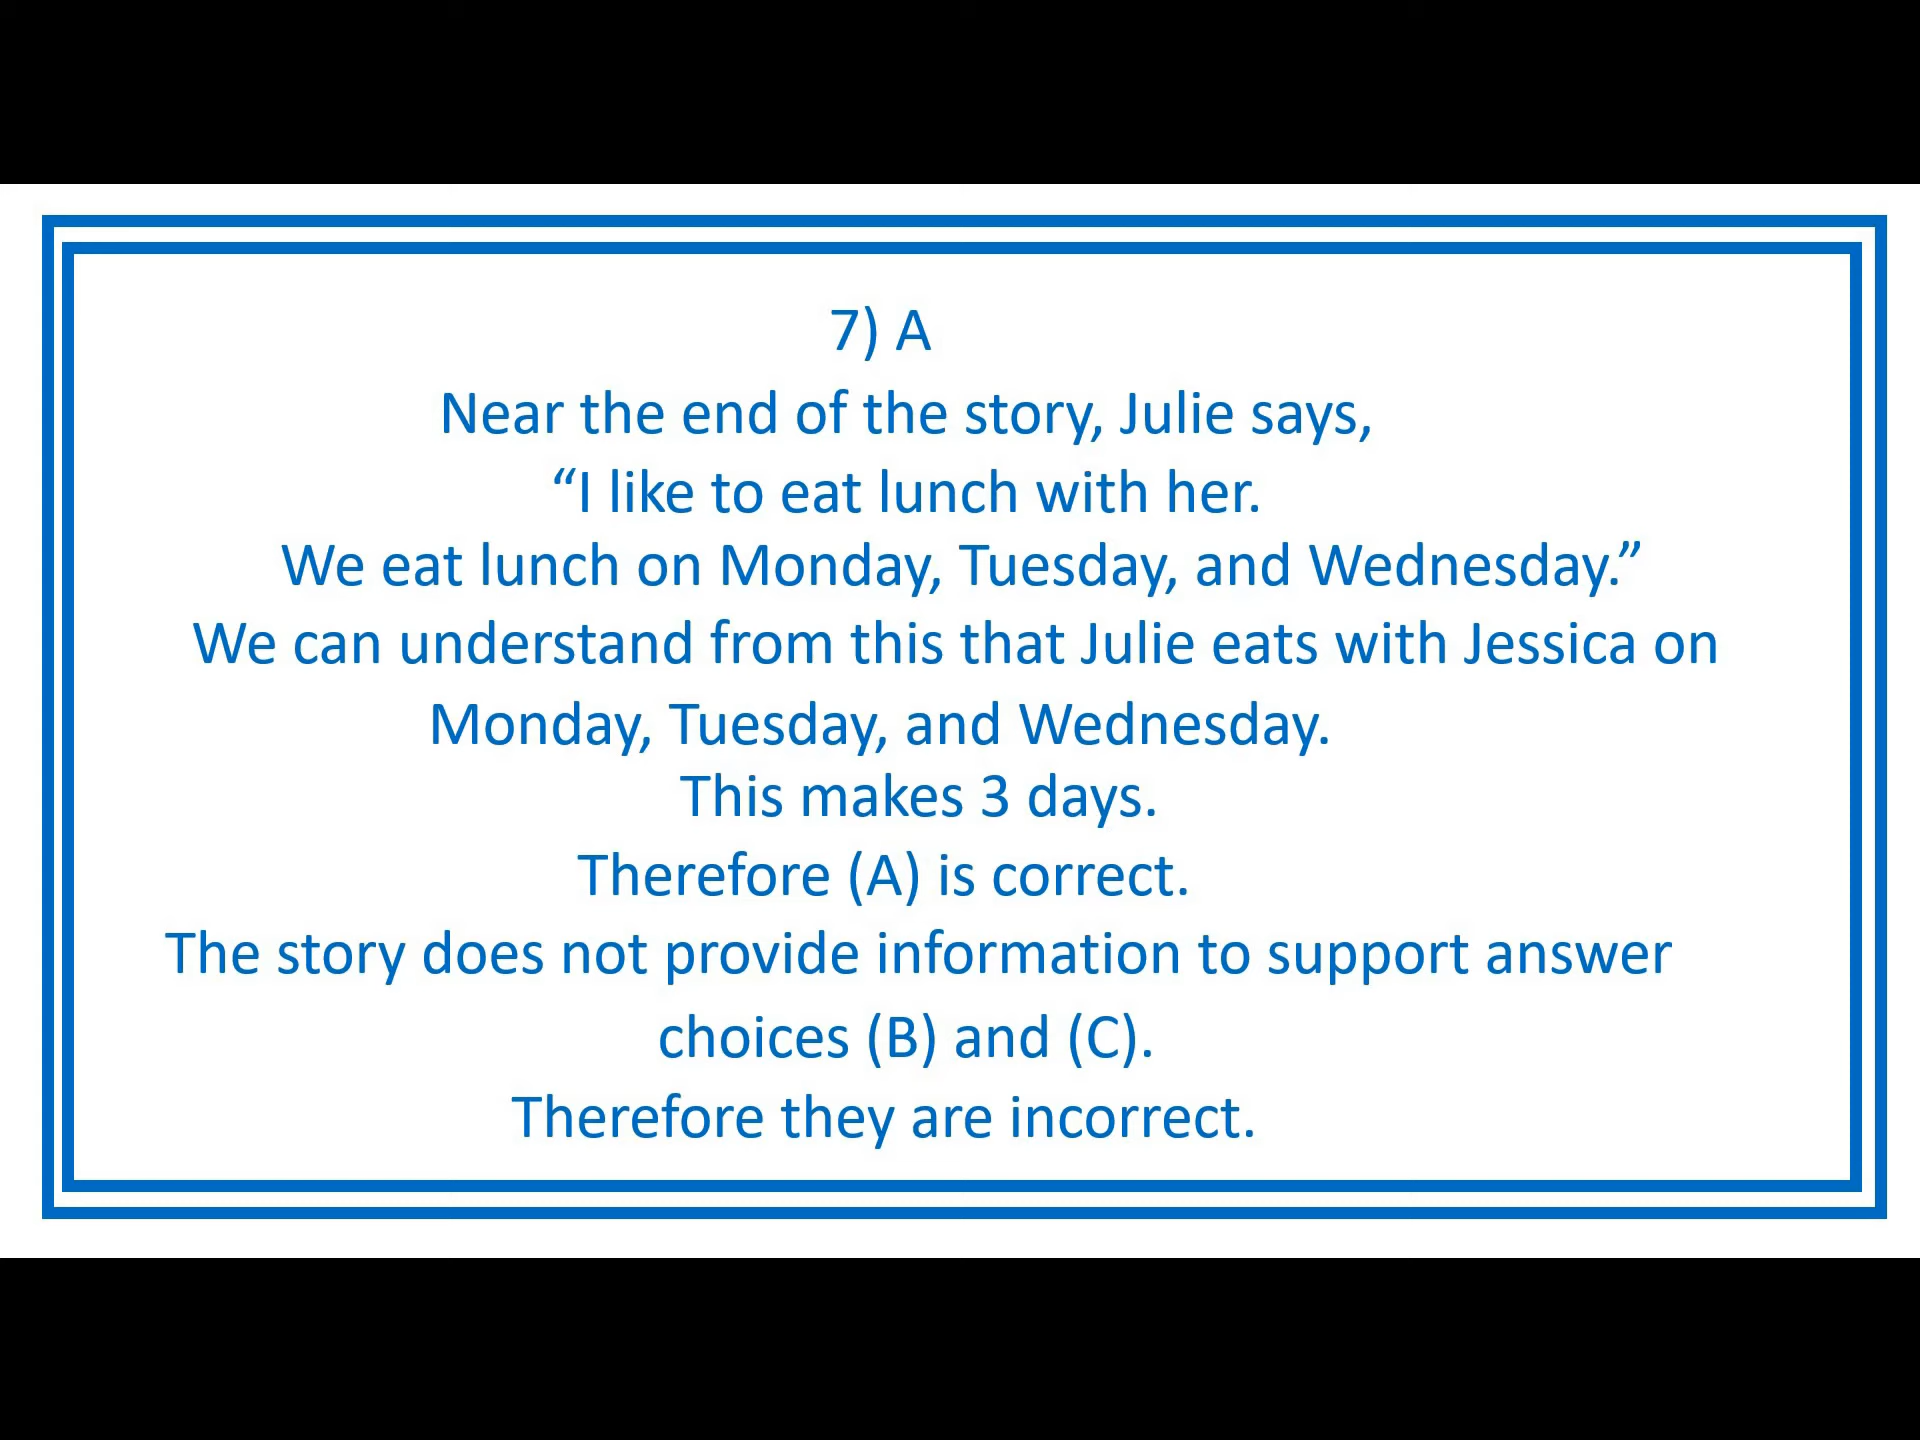 7) A
Near the end of the story, Julie says,
“I like to eat lunch with her.
We eat lunch on Monday, Tuesday, and Wednesday.”
We can understand from this that Julie eats with Jessica on
Monday, Tuesday, and Wednesday.
This makes 3 days.
Therefore (A) is correct.
The story does not provide information to support answer
choices (B) and (C).
Therefore they are incorrect.